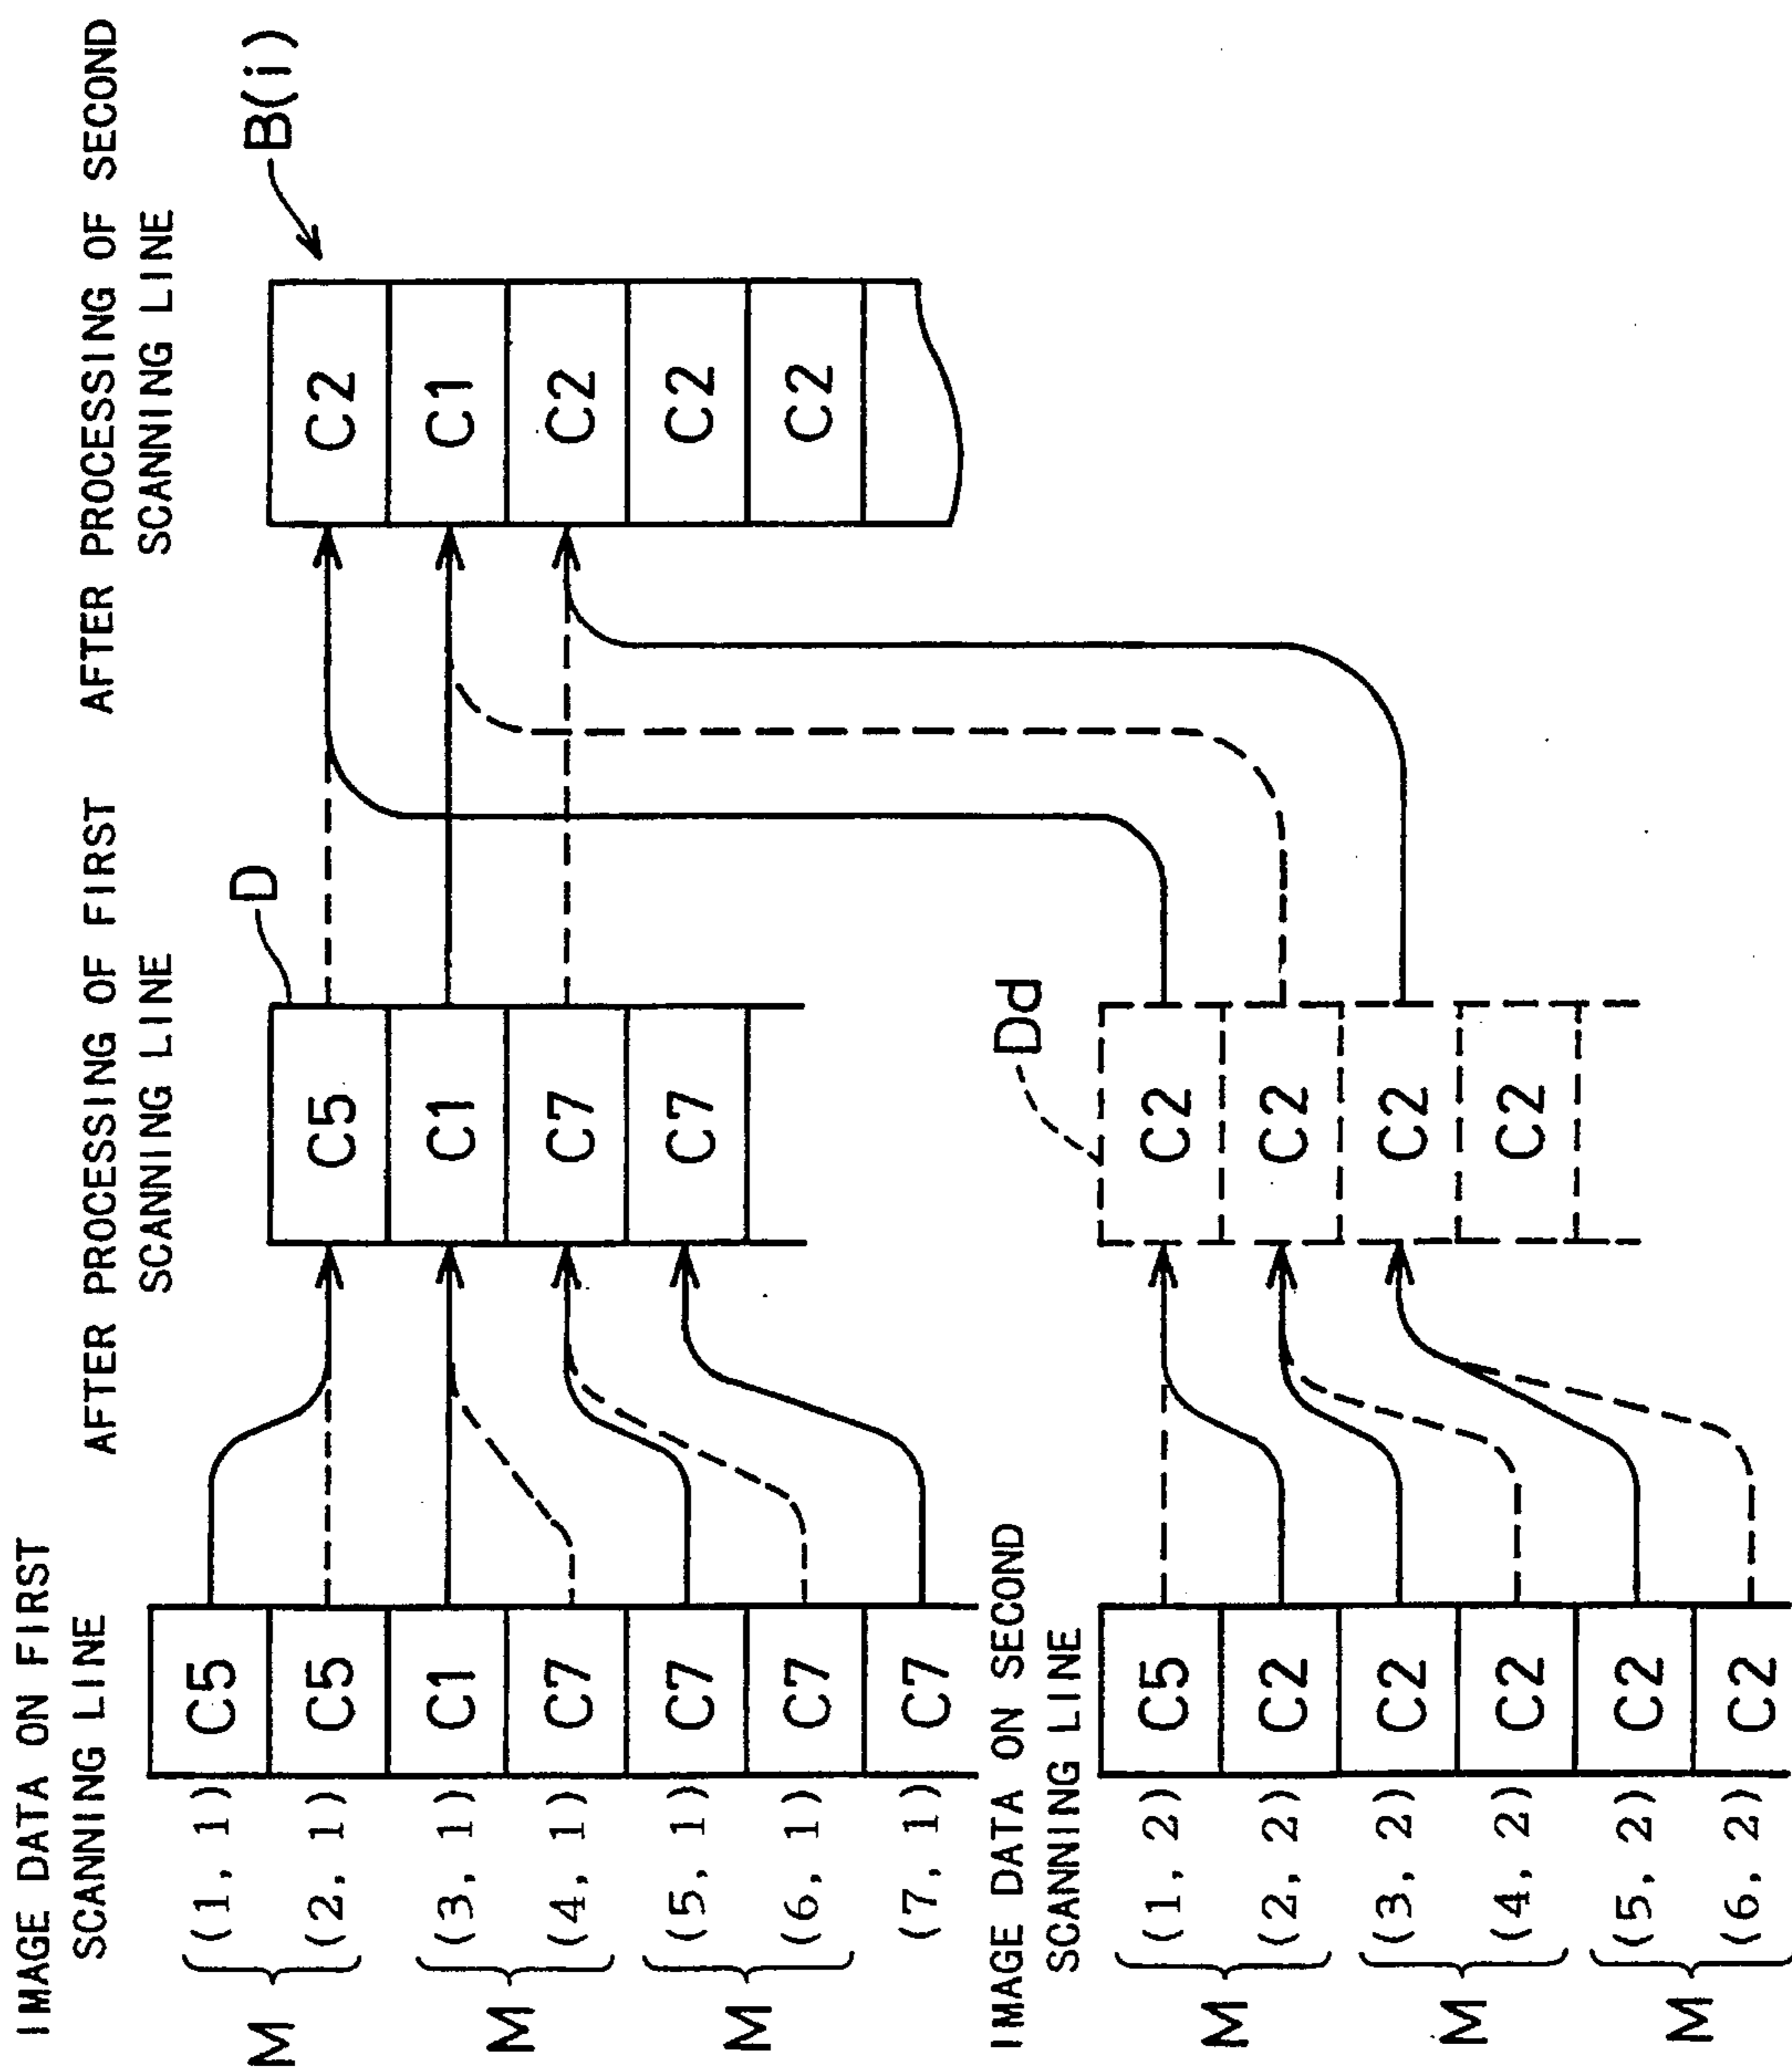 IMAGE DATA ON FIRST
SCANNING LINE
AFTER PROCESSING OF FIRST
SCANNING LINE
AFTER PROCESSING OF SECOND
SCANNING LINE
M
(1, 1)
C5
(2, 1)
C5
M
(3, 1)
C1
(4, 1)
C7
M
(5, 1)
C7
(6, 1)
C7
(7, 1)
C7
D
C5
C1
C7
C7
B(i)
C2
C1
C2
C2
C2
IMAGE DATA ON SECOND
SCANNING LINE
M
(1, 2)
C5
(2, 2)
C2
M
(3, 2)
C2
(4, 2)
C2
M
(5, 2)
C2
(6, 2)
C2
Dd
C2
C2
C2
C2